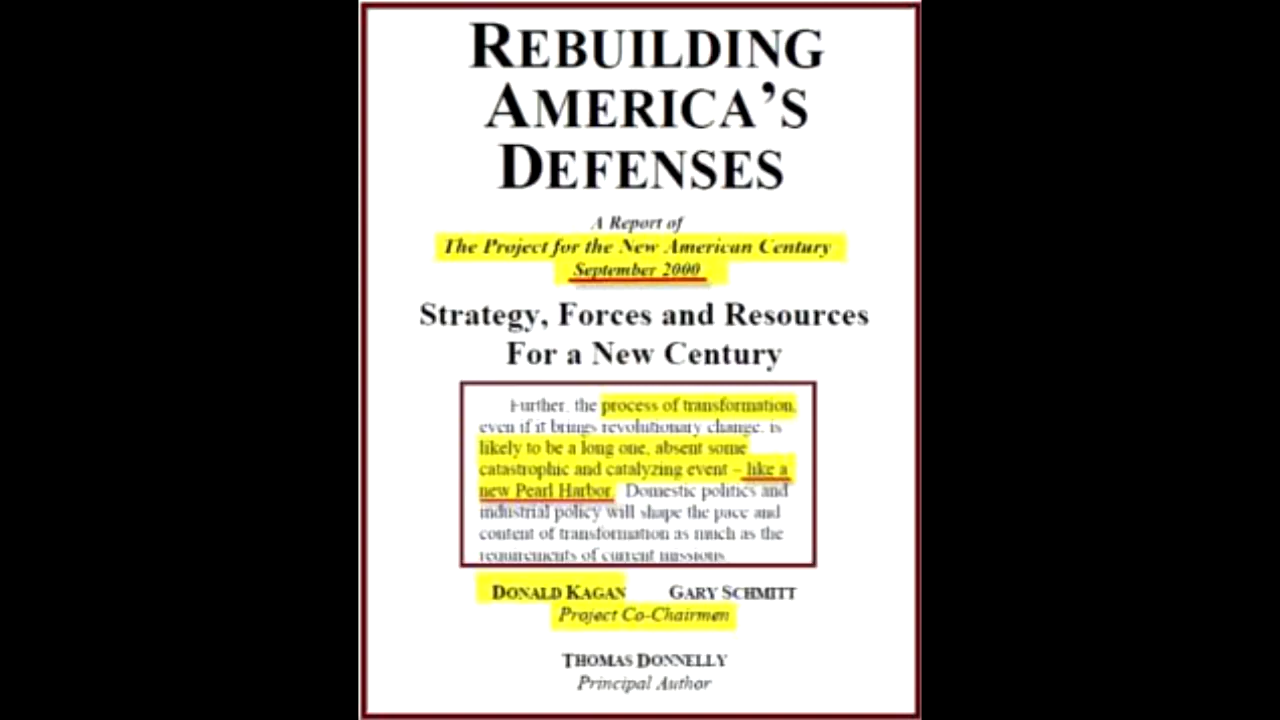 REBUILDING
AMERICA'S
DEFENSES
A Report of
The Project for the New American Century
September 2000
Strategy, Forces and Resources
For a New Century
Further, the process of transformation,
even if it brings revolutionary change, is
likely to be a long one, absent some
catastrophic and catalyzing event – like a
new Pearl Harbor. Domestic politics and
industrial policy will shape the pace and
content of transformation as much as the
requirements of current missions.
DONALD KAGAN GARY SCHMITT
Project Co-Chairmen
THOMAS DONNELLY
Principal Author